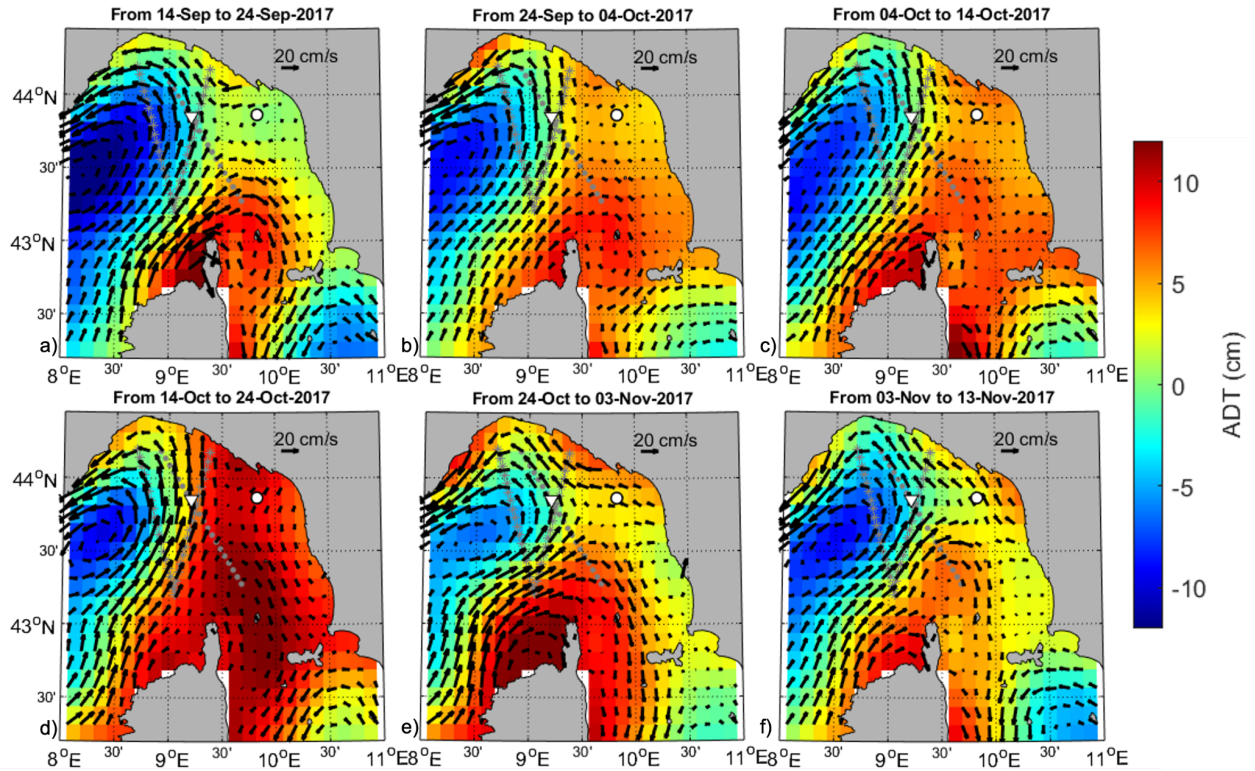 From 14-Sep to 24-Sep-2017 From 24-Sep to 04-Oct-2017 From 04-Oct to 14-Oct-2017
20 cm/s 20 cm/s 20 cm/s
44°N
30'
43°N
30'
a) b) c)
8°E 30' 9°E 30' 10°E 30' 11°E 8°E 30' 9°E 30' 10°E 30' 11°E 8°E 30' 9°E 30' 10°E 30' 11°E
From 14-Oct to 24-Oct-2017 From 24-Oct to 03-Nov-2017 From 03-Nov to 13-Nov-2017
20 cm/s 20 cm/s 20 cm/s
44°N
30'
43°N
30'
d) e) f)
8°E 30' 9°E 30' 10°E 30' 11°E 8°E 30' 9°E 30' 10°E 30' 11°E 8°E 30' 9°E 30' 10°E 30' 11°E
10
5
0
-5
-10
ADT (cm)